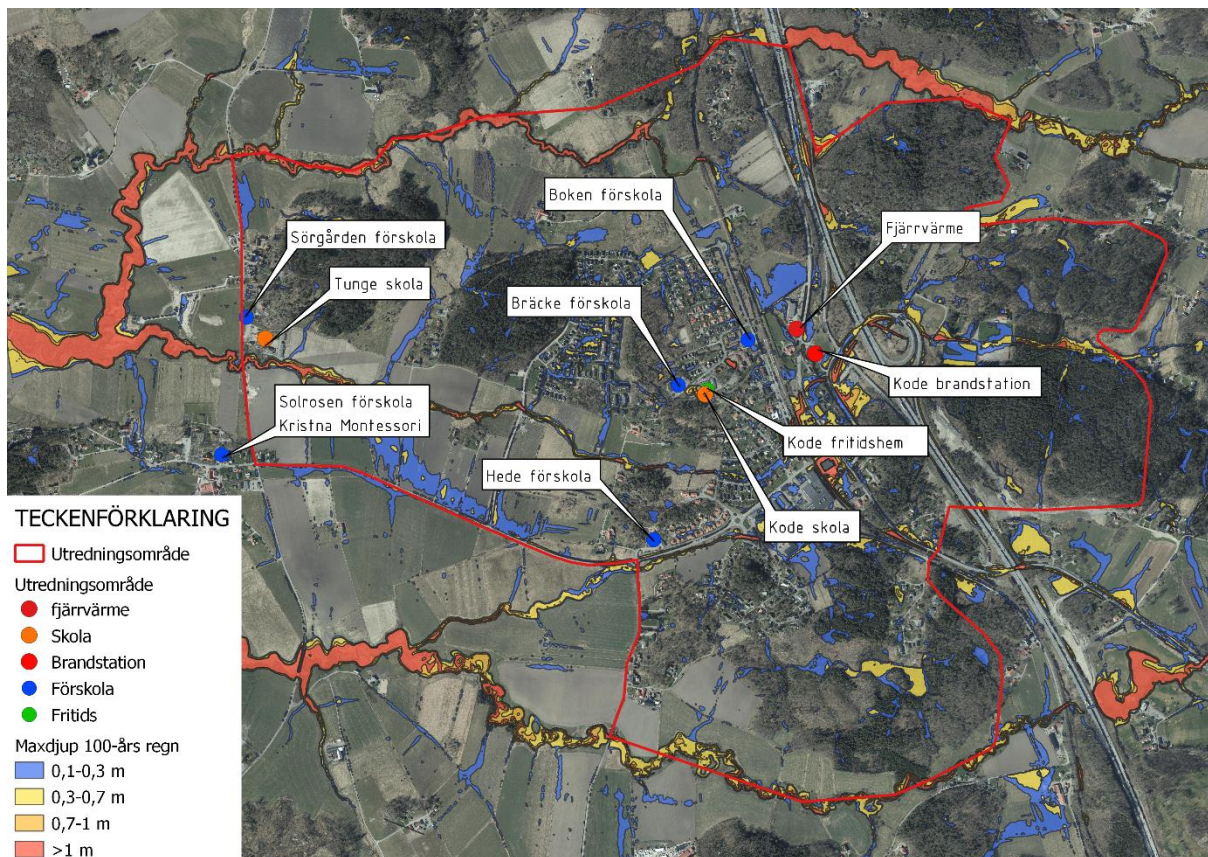 Boken förskola
Sörgården förskola
Fjärrvärme
Tunge skola
Bräcke förskola
Kode brandstation
Solrosen förskola
Kristna Montessori
Kode fritidshem
Hede förskola
Kode skola
TECKENFÖRKLARING
Utredningsområde
Utredningsområde
fjärrvärme
Skola
Brandstation
Förskola
Fritids
Maxdjup 100-års regn
0,1-0,3 m
0,3-0,7 m
0,7-1 m
>1 m